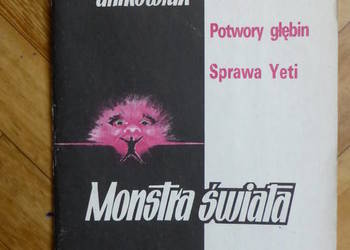 Potwory głębin
Sprawa Yeti
Monstra świata